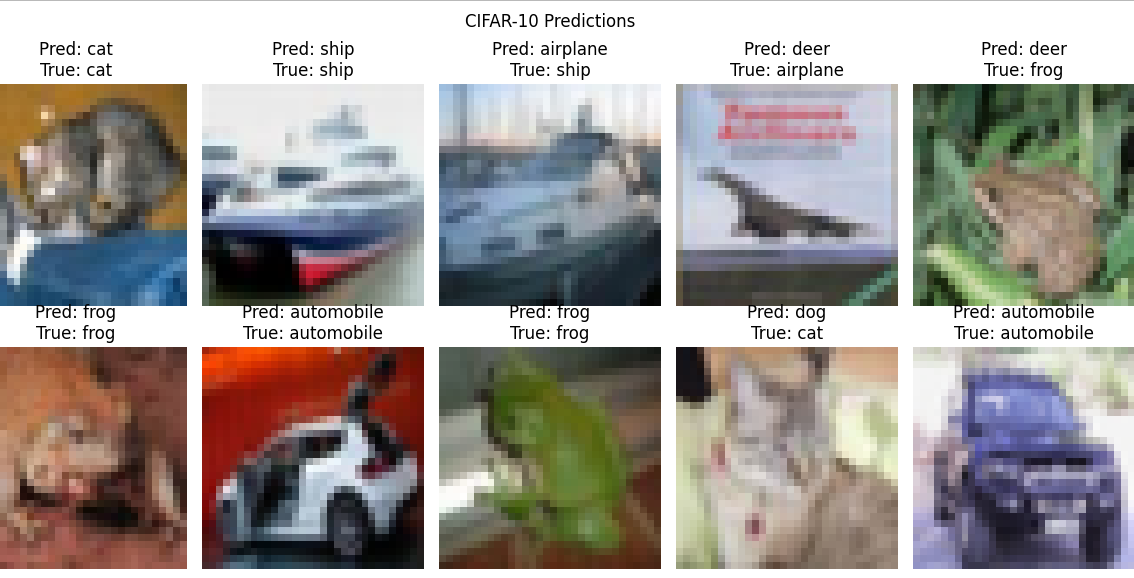 CIFAR-10 Predictions
Pred: cat
True: cat
Pred: ship
True: ship
Pred: airplane
True: ship
Pred: deer
True: airplane
Pred: deer
True: frog
Pred: frog
True: frog
Pred: automobile
True: automobile
Pred: frog
True: frog
Pred: dog
True: cat
Pred: automobile
True: automobile